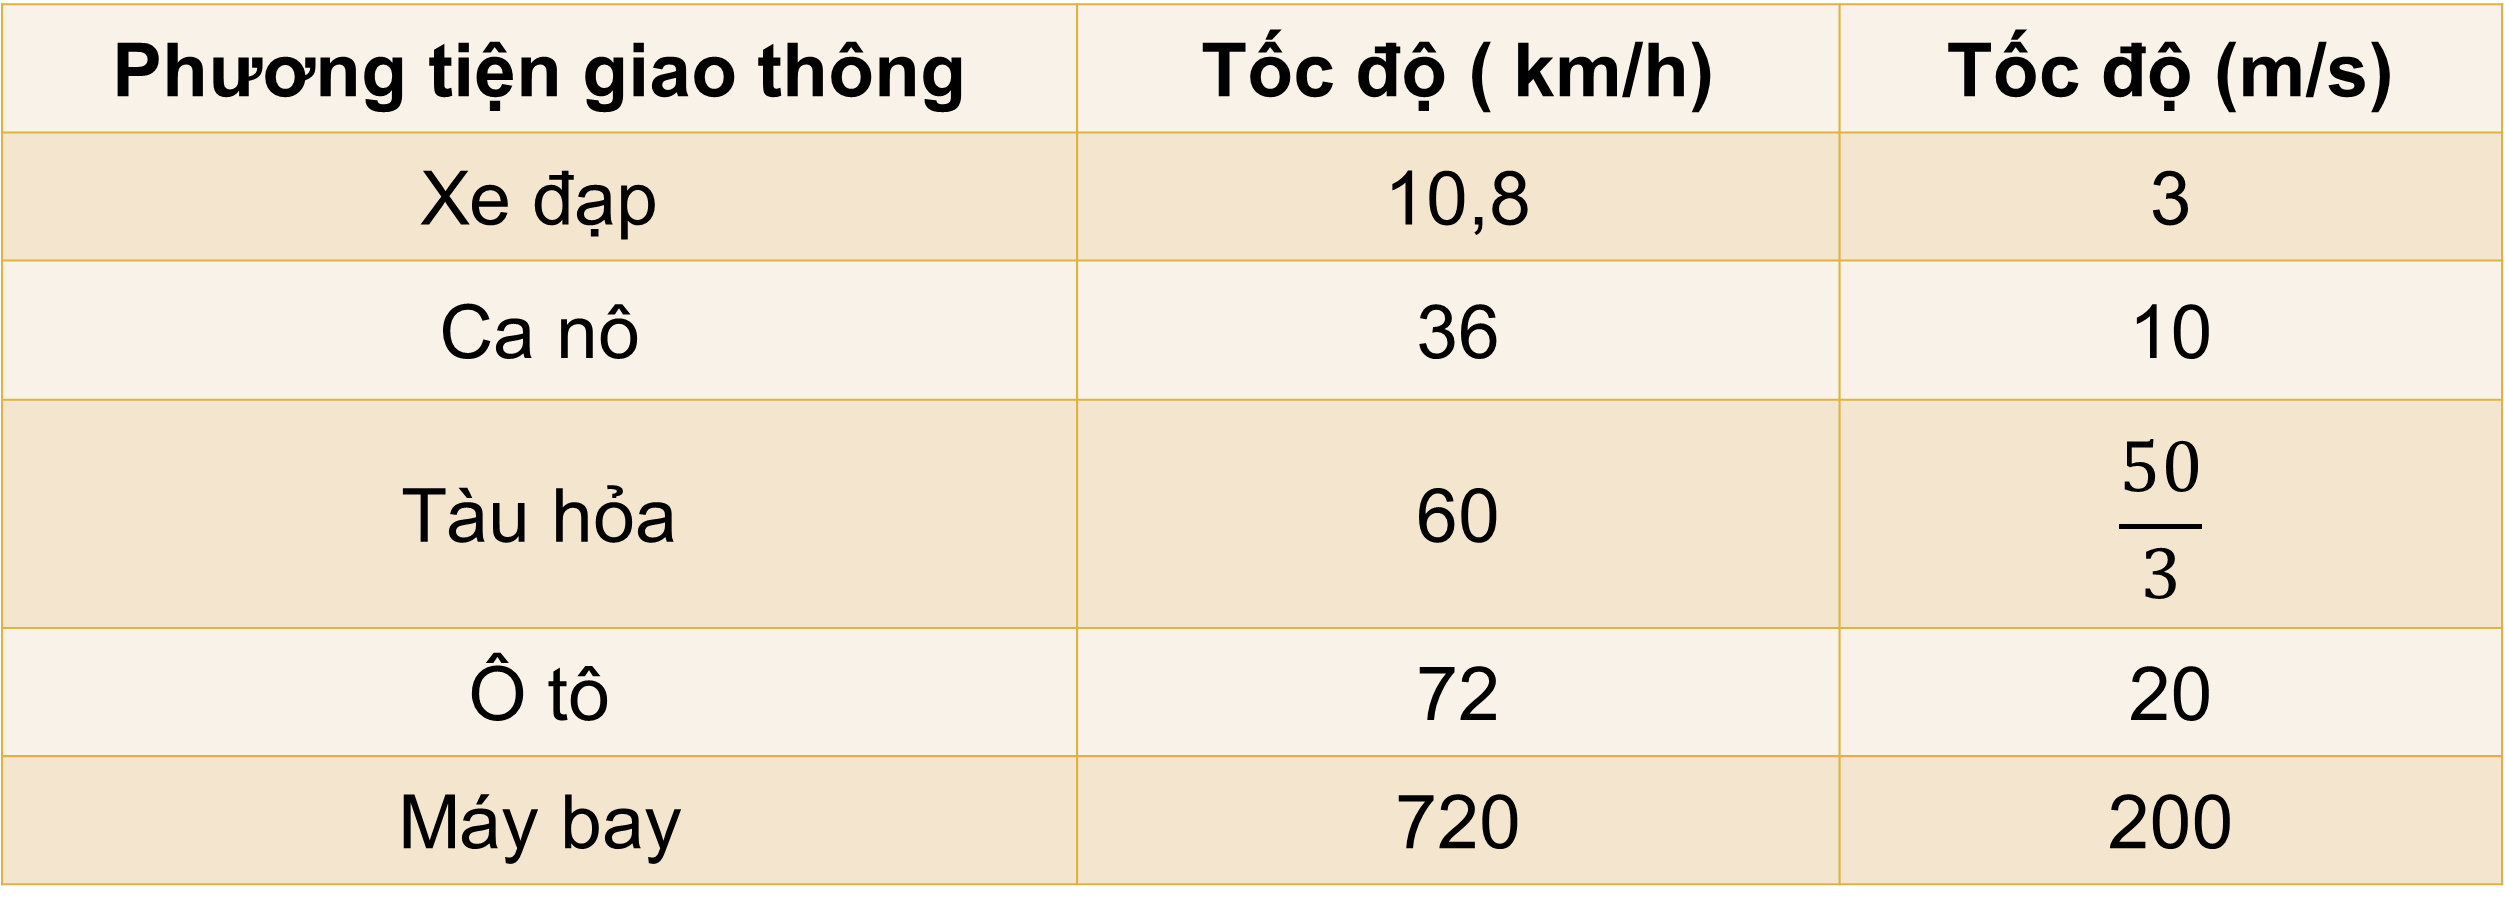 Phương tiện giao thông Tốc độ ( km/h ) Tốc độ (m/s)
Xe đạp 10,8 3
Ca nô 36 10
Tàu hỏa 60 50/3
Ô tô 72 20
Máy bay 720 200